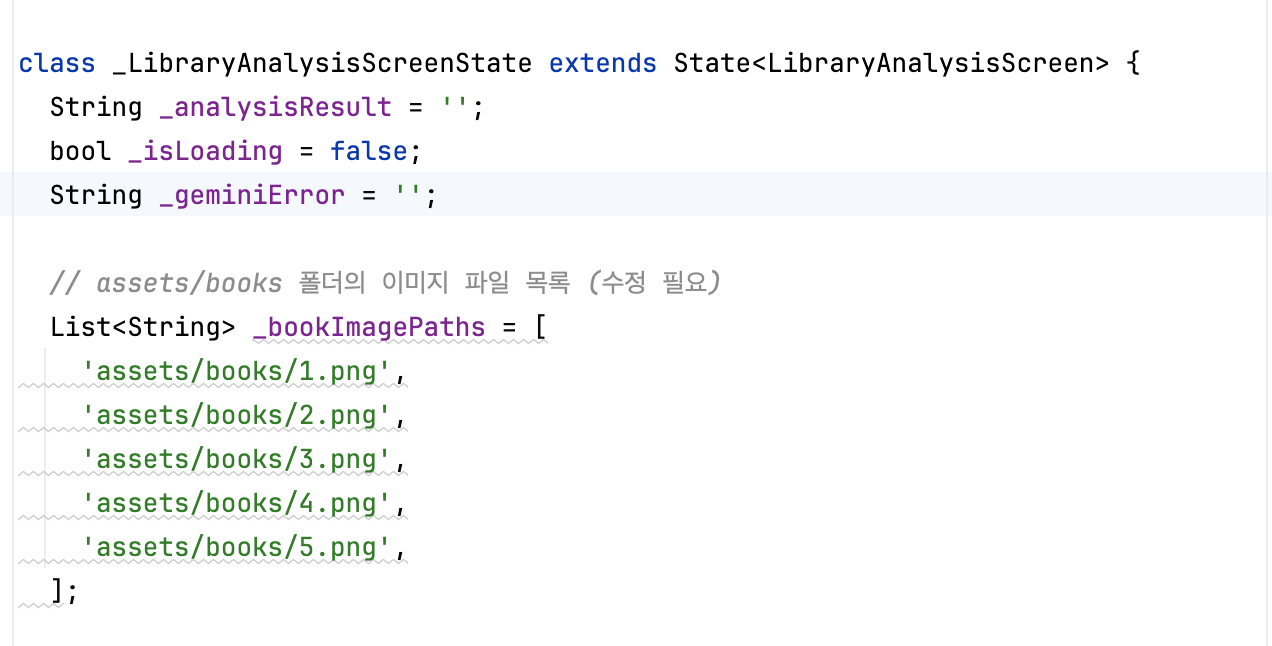 class _LibraryAnalysisScreenState extends State<LibraryAnalysisScreen> {
  String _analysisResult = '';
  bool _isLoading = false;
  String _geminiError = '';

  // assets/books 폴더의 이미지 파일 목록 (수정 필요)
  List<String> _bookImagePaths = [
    'assets/books/1.png',
    'assets/books/2.png',
    'assets/books/3.png',
    'assets/books/4.png',
    'assets/books/5.png',
  ];